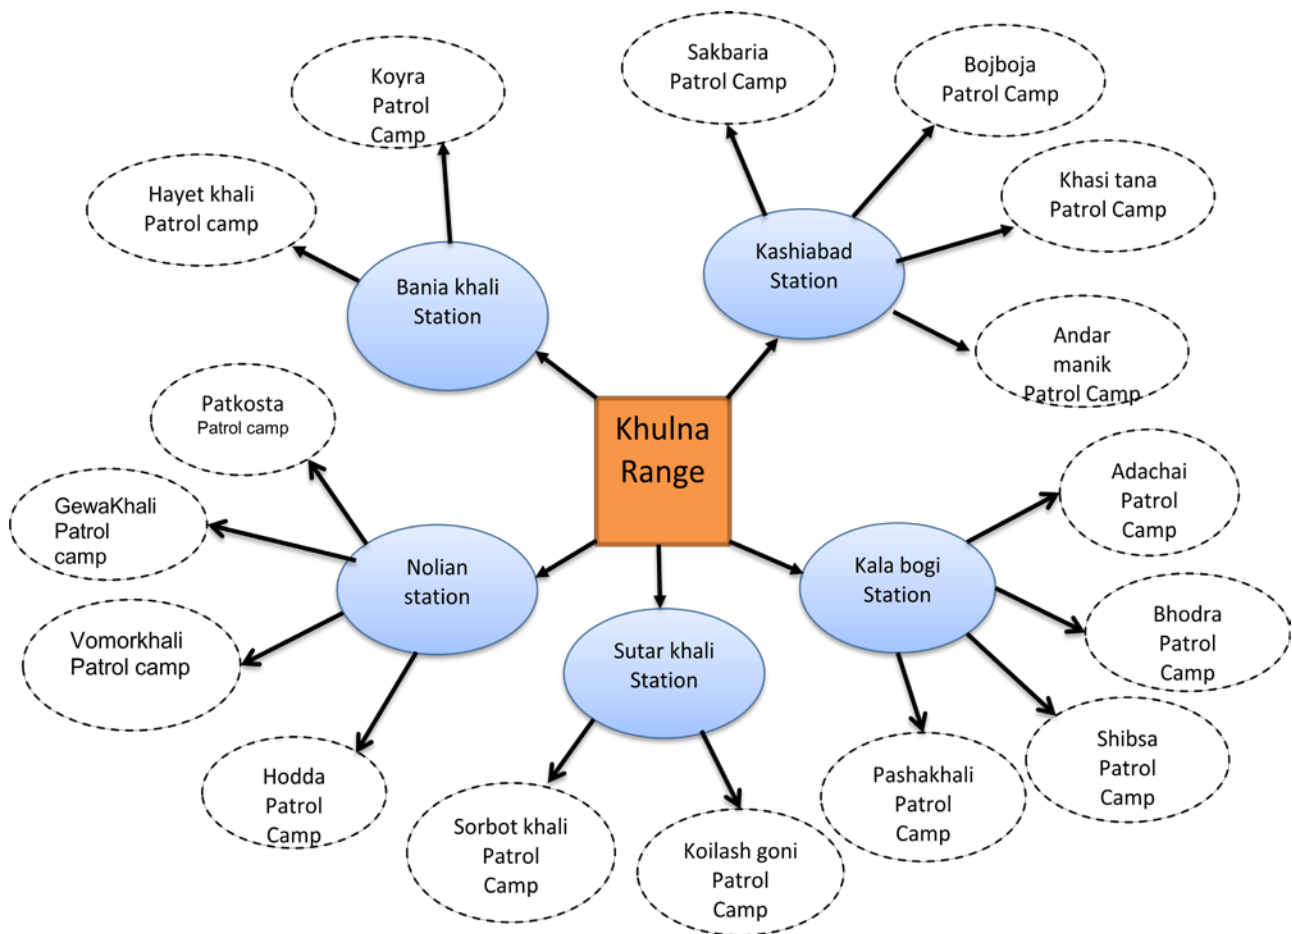 Koyra
Patrol
Camp
Sakbaria
Patrol Camp
Bojboja
Patrol Camp
Hayet khali
Patrol camp
Khasi tana
Patrol Camp
Bania khali
Station
Kashiabad
Station
Andar
manik
Patrol Camp
Patkosta
Patrol camp
Khulna
Range
GewaKhali
Patrol
camp
Adachai
Patrol
Camp
Nolian
station
Kala bogi
Station
Vomorkhali
Patrol camp
Sutar khali
Station
Bhodra
Patrol
Camp
Hodda
Patrol
Camp
Shibsa
Patrol
Camp
Pashakhali
Patrol
Camp
Sorbot khali
Patrol
Camp
Koilash goni
Patrol
Camp